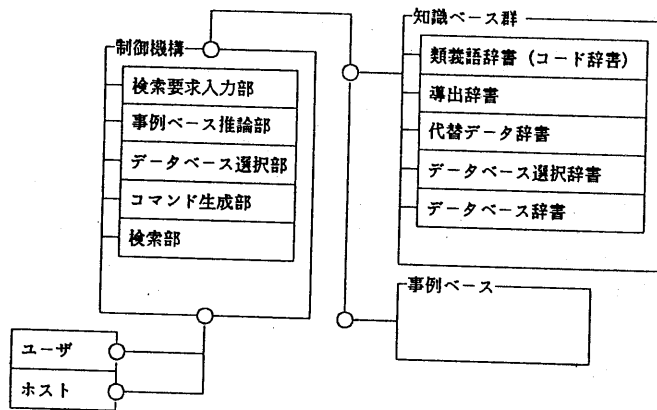 制御機構
検索要求入力部
事例ベース推論部
データベース選択部
コマンド生成部
検索部
ユーザ
ホスト
知識ベース群
類義語辞書（コード辞書）
導出辞書
代替データ辞書
データベース選択辞書
データベース辞書
事例ベース